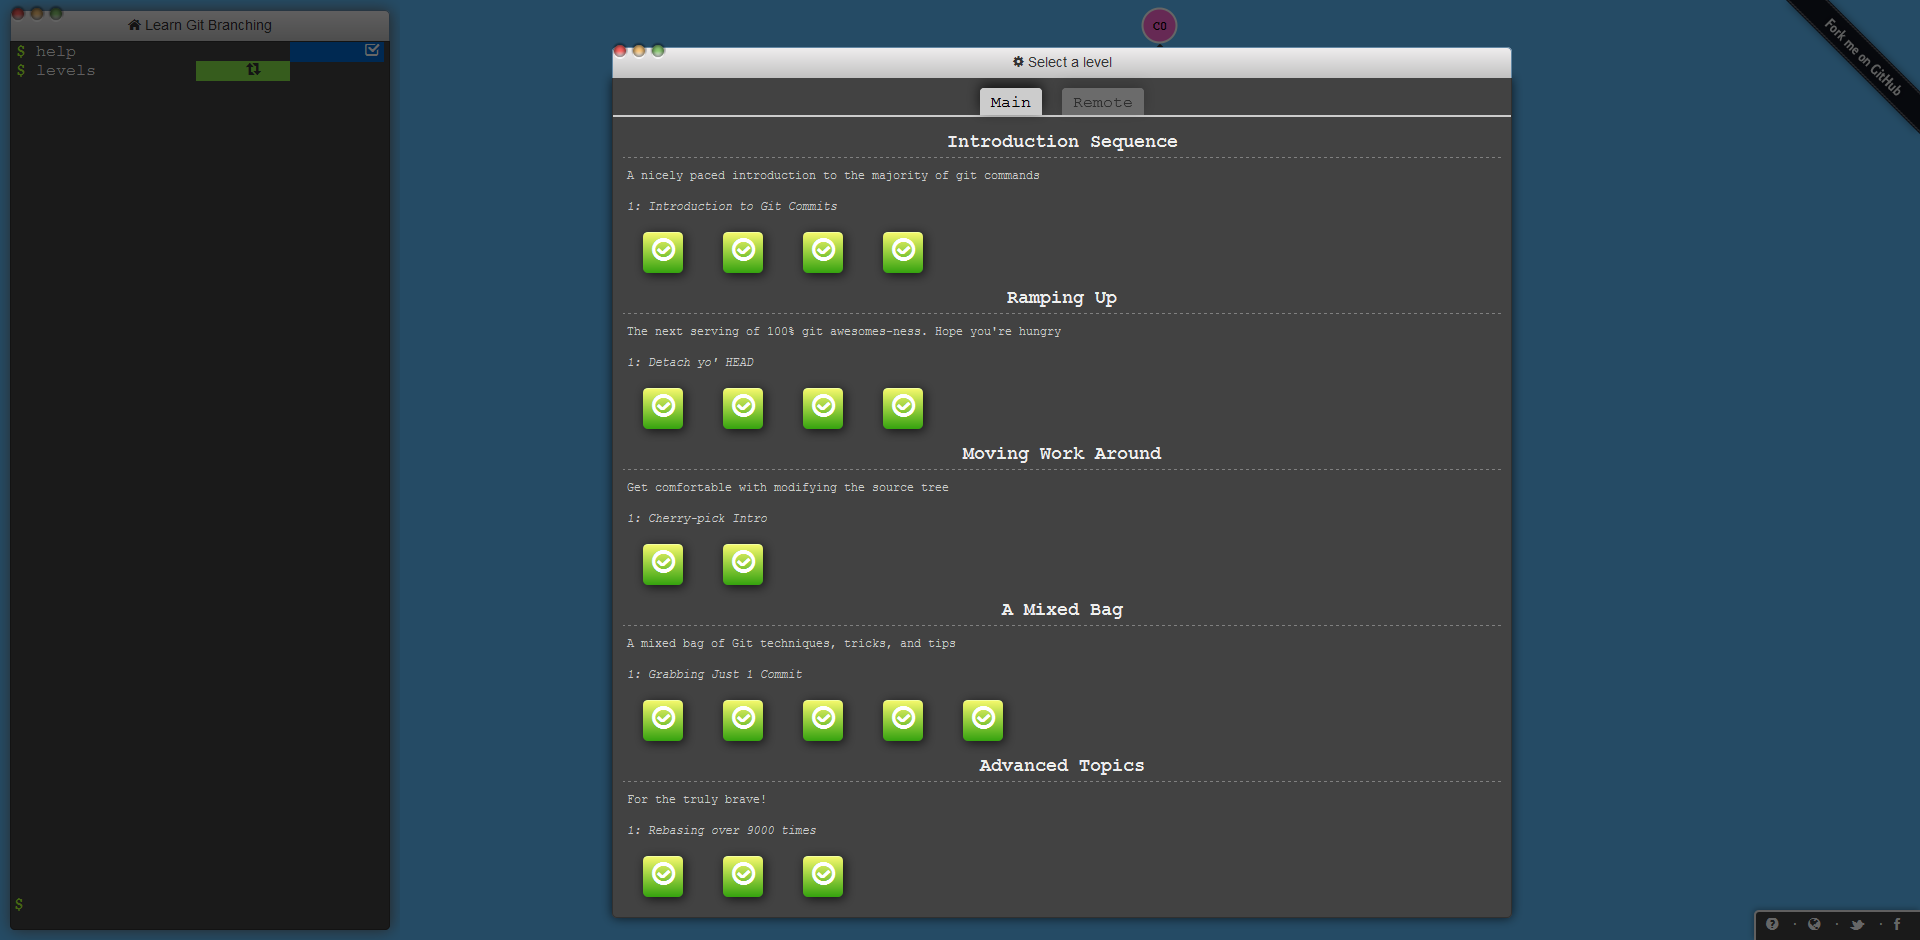 Learn Git Branching
$ help
$ levels
$
C0
Fork me on GitHub
Select a level
Main
Remote
Introduction Sequence
A nicely paced introduction to the majority of git commands
1: Introduction to Git Commits
Ramping Up
The next serving of 100% git awesomes-ness. Hope you're hungry
1: Detach yo' HEAD
Moving Work Around
Get comfortable with modifying the source tree
1: Cherry-pick Intro
A Mixed Bag
A mixed bag of Git techniques, tricks, and tips
1: Grabbing Just 1 Commit
Advanced Topics
For the truly brave!
1: Rebasing over 9000 times